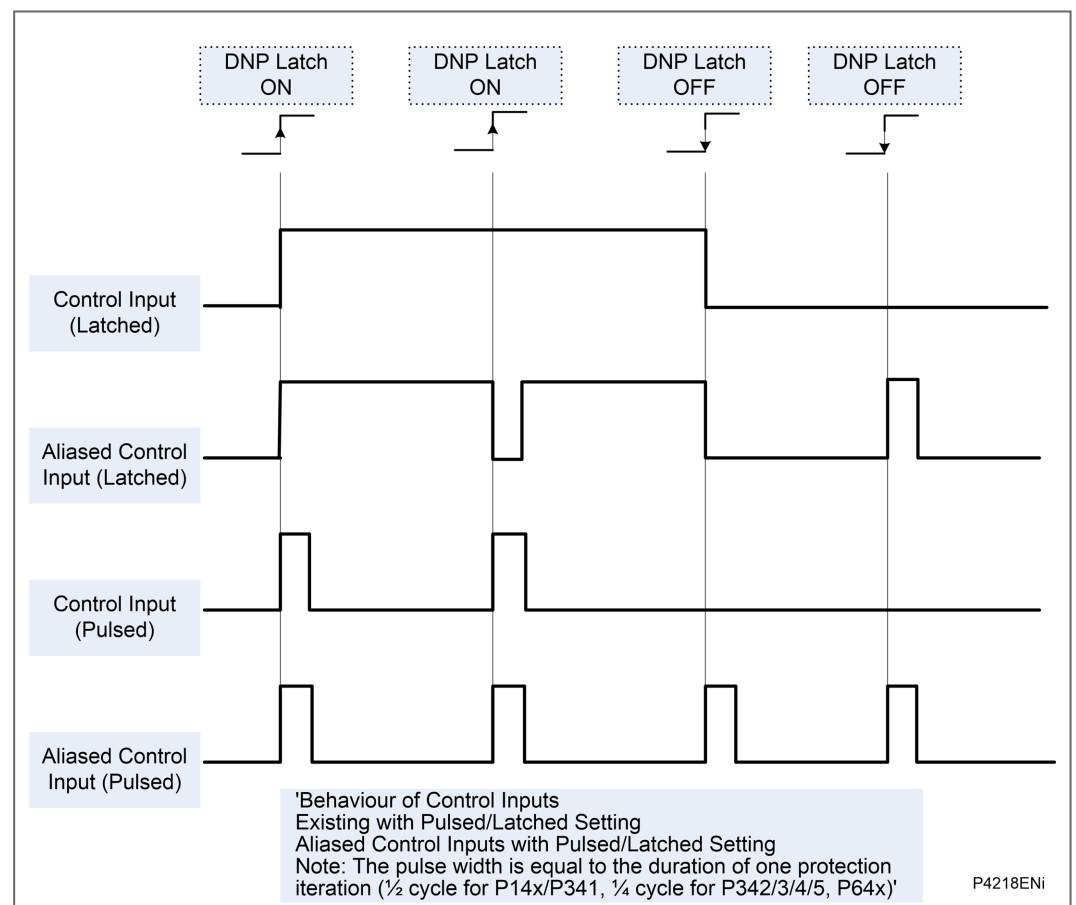 DNP Latch
ON
DNP Latch
ON
DNP Latch
OFF
DNP Latch
OFF
Control Input
(Latched)
Aliased Control
Input (Latched)
Control Input
(Pulsed)
Aliased Control
Input (Pulsed)
'Behaviour of Control Inputs
Existing with Pulsed/Latched Setting
Aliased Control Inputs with Pulsed/Latched Setting
Note: The pulse width is equal to the duration of one protection
iteration (½ cycle for P14x/P341, ¼ cycle for P342/3/4/5, P64x)'
P4218ENi